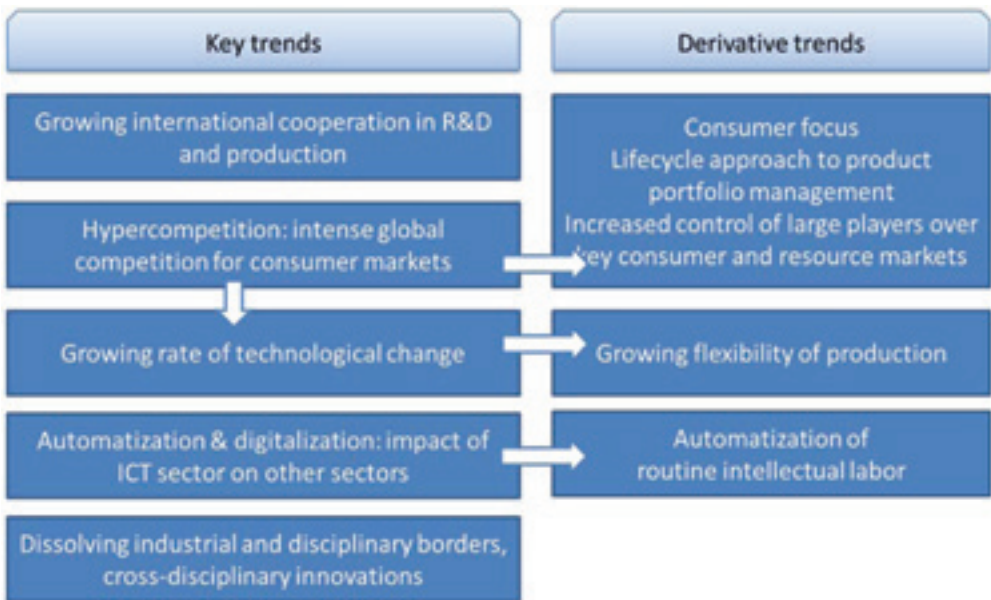 Key trends
Growing international cooperation in R&D
and production
Hypercompetition: intense global
competition for consumer markets
Growing rate of technological change
Automatization & digitalization: impact of
ICT sector on other sectors
Dissolving industrial and disciplinary borders,
cross-disciplinary innovations
Derivative trends
Consumer focus
Lifecycle approach to product
portfolio management
Increased control of large players over
key consumer and resource markets
Growing flexibility of production
Automatization of
routine intellectual labor